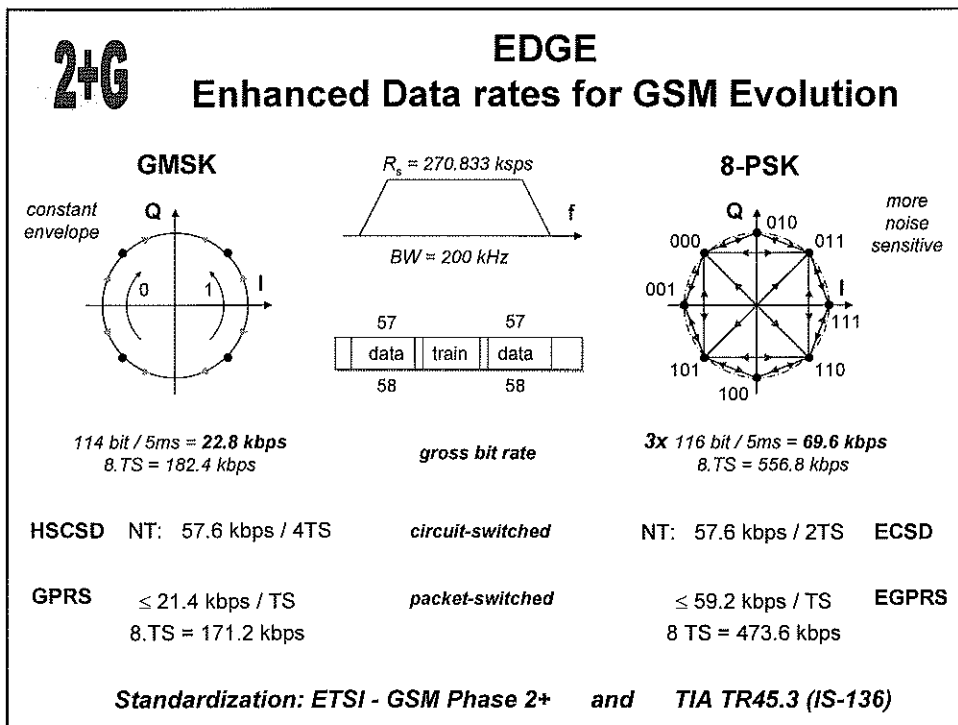 2+G
EDGE
Enhanced Data rates for GSM Evolution
GMSK
constant
envelope
Q
I
0
1
Rs = 270.833 ksps
f
BW = 200 kHz
57
57
data
train
data
58
58
8-PSK
more
noise
sensitive
Q
I
010
000
011
001
111
101
110
100
114 bit / 5ms = 22.8 kbps
8.TS = 182.4 kbps
gross bit rate
3x 116 bit / 5ms = 69.6 kbps
8.TS = 556.8 kbps
HSCSD NT: 57.6 kbps / 4TS
circuit-switched
NT: 57.6 kbps / 2TS ECSD
GPRS ≤ 21.4 kbps / TS
8.TS = 171.2 kbps
packet-switched
≤ 59.2 kbps / TS EGPRS
8 TS = 473.6 kbps
Standardization: ETSI - GSM Phase 2+ and TIA TR45.3 (IS-136)